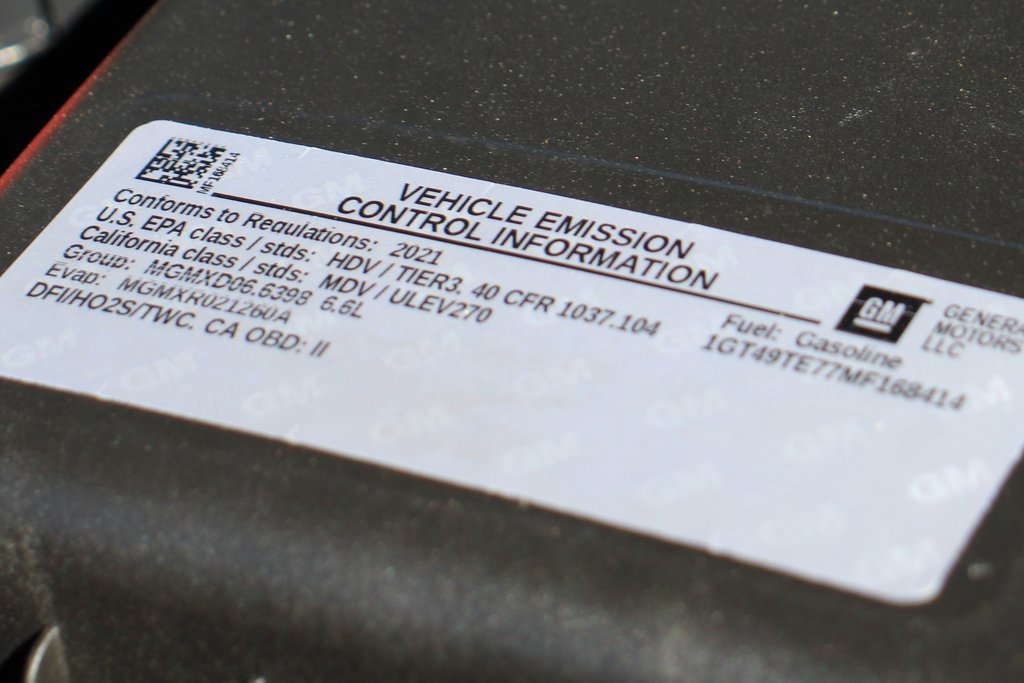 MF168414
VEHICLE EMISSION
CONTROL INFORMATION
Conforms to Regulations: 2021
U.S. EPA class / stds: HDV / TIER3. 40 CFR 1037.104
California class / stds: MDV / ULEV270
Group: MGMXD06.6398 6.6L
Evap: MGMXR021260A
DFI/HO2S/TWC. CA OBD: II
Fuel: Gasoline
1GT49TE77MF168414
GM
GENERA
MOTORS
LLC